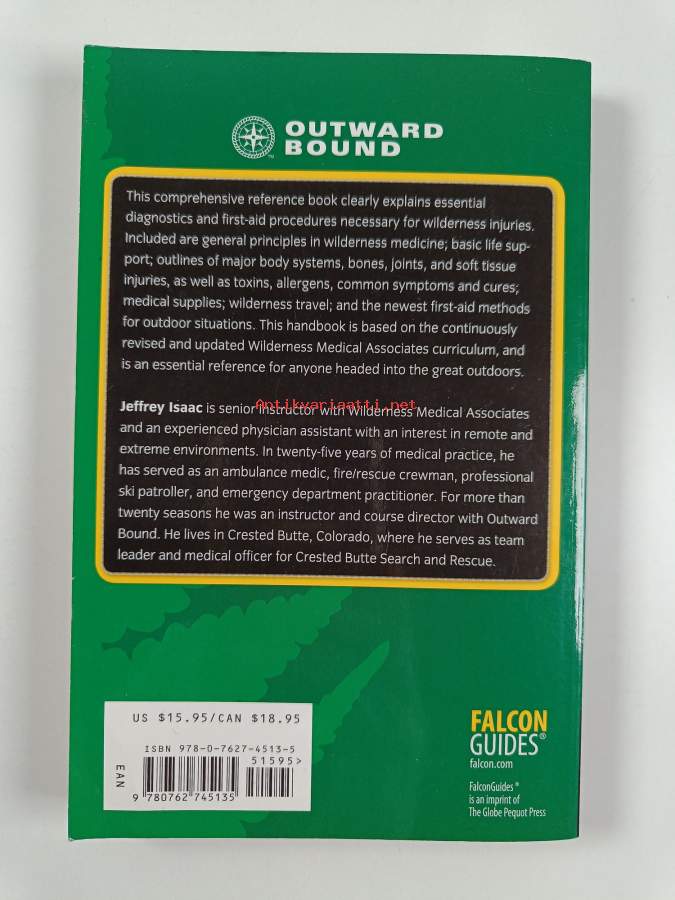 OUTWARD
BOUND
™
This comprehensive reference book clearly explains essential
diagnostics and first-aid procedures necessary for wilderness injuries.
Included are general principles in wilderness medicine; basic life sup-
port; outlines of major body systems, bones, joints, and soft tissue
injuries, as well as toxins, allergens, common symptoms and cures;
medical supplies; wilderness travel; and the newest first-aid methods
for outdoor situations. This handbook is based on the continuously
revised and updated Wilderness Medical Associates curriculum, and
is an essential reference for anyone headed into the great outdoors.
Antikvariaatti.net
Jeffrey Isaac is senior instructor with Wilderness Medical Associates
and an experienced physician assistant with an interest in remote and
extreme environments. In twenty-five years of medical practice, he
has served as an ambulance medic, fire/rescue crewman, professional
ski patroller, and emergency department practitioner. For more than
twenty seasons he was an instructor and course director with Outward
Bound. He lives in Crested Butte, Colorado, where he serves as team
leader and medical officer for Crested Butte Search and Rescue.
US $15.95/CAN $18.95
ISBN 978-0-7627-4513-5
51595>
EAN
9 780762 745135
FALCON
GUIDES®
falcon.com
FalconGuides®
is an imprint of
The Globe Pequot Press